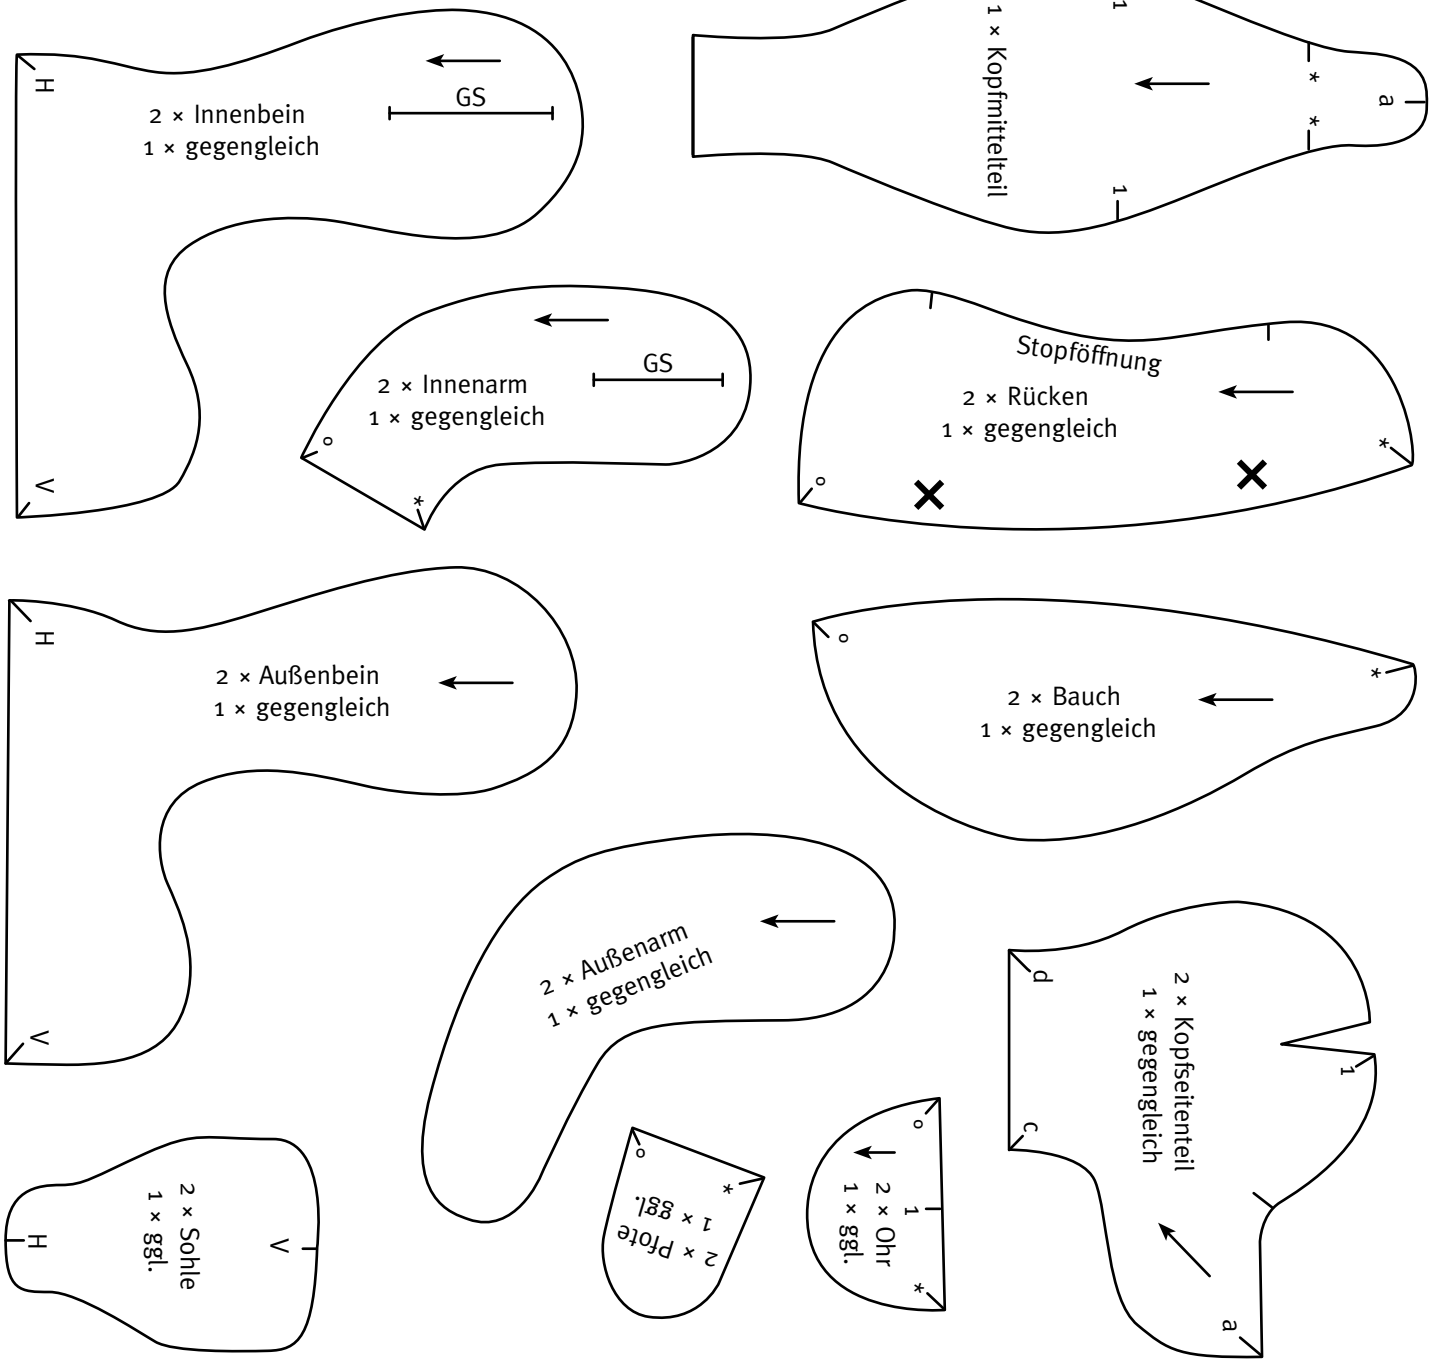 H
2 × Innenbein
1 × gegengleich
GS
V
1 × Kopfmittelteil
1
*
*
a
1
2 × Innenarm
1 × gegengleich
GS
o
*
Stopföffnung
2 × Rücken
1 × gegengleich
o
*
H
2 × Außenbein
1 × gegengleich
V
o
2 × Bauch
1 × gegengleich
*
2 × Außenarm
1 × gegengleich
d
2 × Kopfseitenteil
1 × gegengleich
1
c
a
H
2 × Sohle
1 × ggl.
V
o
*
2 × Pfote
1 × ggl.
o
2 × Ohr
1 × ggl.
1
*